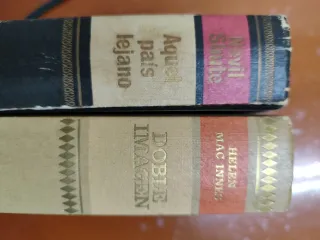 Nevil
Shute
Aquel
país
lejano
HELEN
MAC INNES
DOBLE
IMAGEN